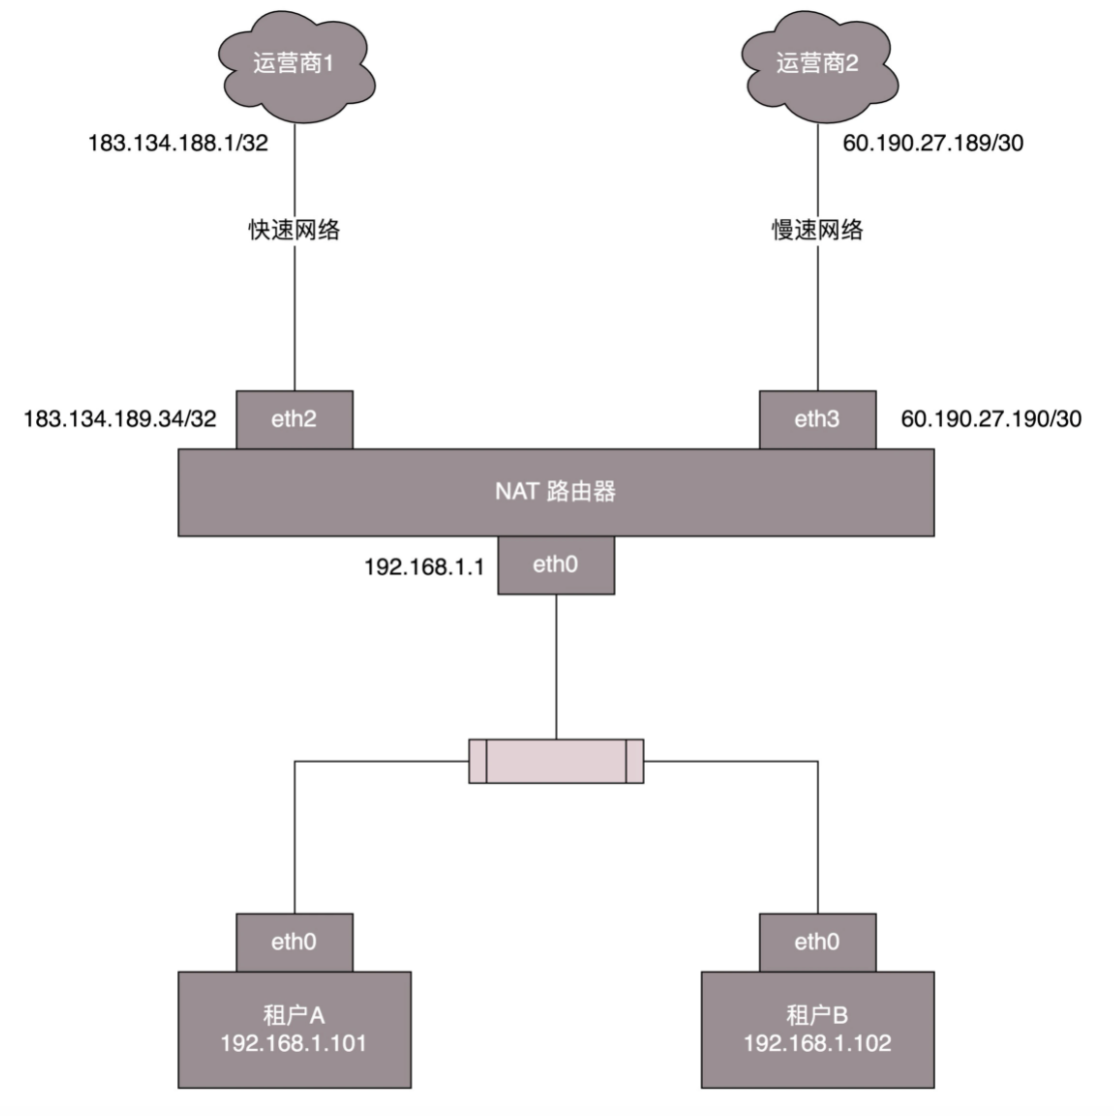 运营商1
运营商2
183.134.188.1/32
60.190.27.189/30
快速网络
慢速网络
183.134.189.34/32
eth2
eth3
60.190.27.190/30
NAT 路由器
192.168.1.1
eth0
eth0
eth0
租户A
192.168.1.101
租户B
192.168.1.102